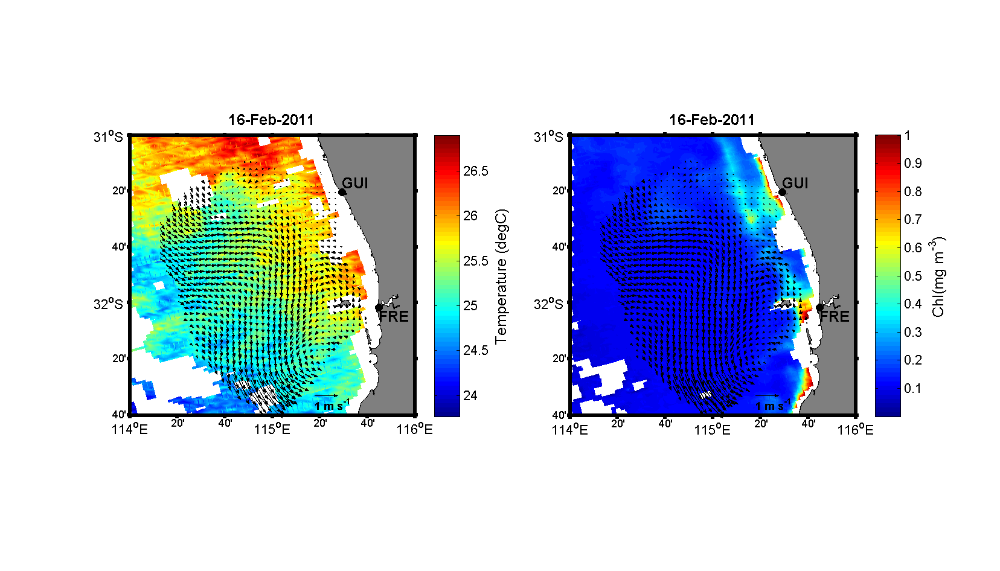 16-Feb-2011
31°S
20'
40'
32°S
20'
40'
114°E
20'
40'
115°E
20'
40'
116°E
GUI
FRE
1 m s-1
26.5
26
25.5
25
24.5
24
Temperature (degC)
16-Feb-2011
31°S
20'
40'
32°S
20'
40'
114°E
20'
40'
115°E
20'
40'
116°E
GUI
FRE
1 m s-1
1
0.9
0.8
0.7
0.6
0.5
0.4
0.3
0.2
0.1
Chl(mg m-3)